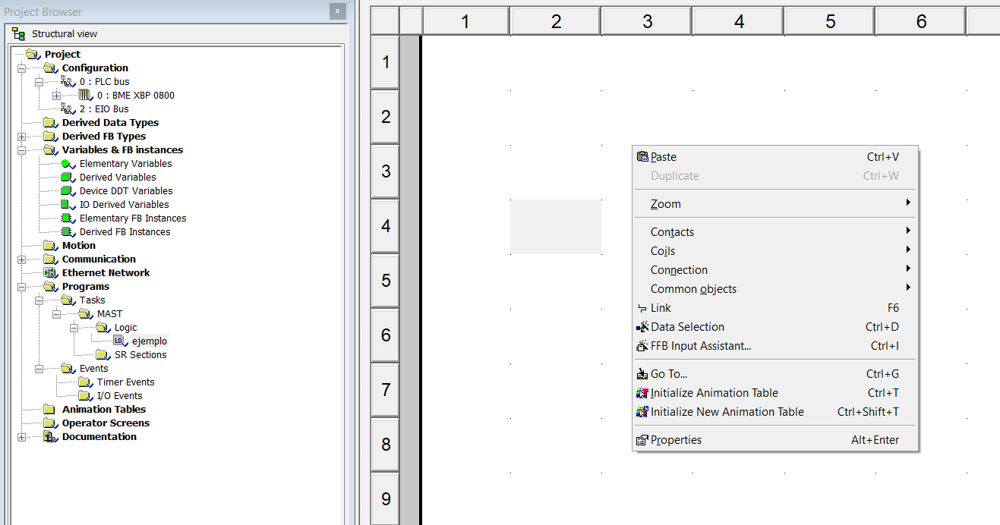 Project Browser
x
Structural view
Project
Configuration
0 : PLC bus
0 : BME XBP 0800
2 : EIO Bus
Derived Data Types
Derived FB Types
Variables & FB instances
Elementary Variables
Derived Variables
Device DDT Variables
IO Derived Variables
Elementary FB Instances
Derived FB Instances
Motion
Communication
Ethernet Network
Programs
Tasks
MAST
Logic
LD ejemplo
SR Sections
Events
Timer Events
I/O Events
Animation Tables
Operator Screens
Documentation
1 2 3 4 5 6
1
2
3
4
5
6
7
8
9
Paste Ctrl+V
Duplicate Ctrl+W
Zoom
Contacts
Coils
Connection
Common objects
Link F6
Data Selection Ctrl+D
FFB Input Assistant... Ctrl+I
Go To... Ctrl+G
Initialize Animation Table Ctrl+T
Initialize New Animation Table Ctrl+Shift+T
Properties Alt+Enter